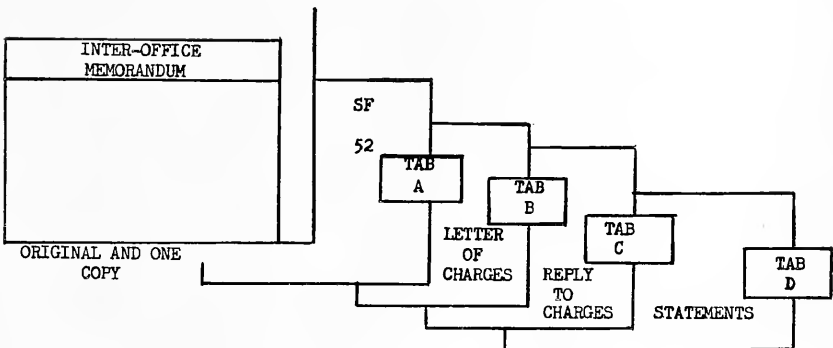 INTER-OFFICE
MEMORANDUM
ORIGINAL AND ONE
COPY
SF
52
TAB
A
LETTER
OF
CHARGES
TAB
B
REPLY
TO
CHARGES
TAB
C
STATEMENTS
TAB
D